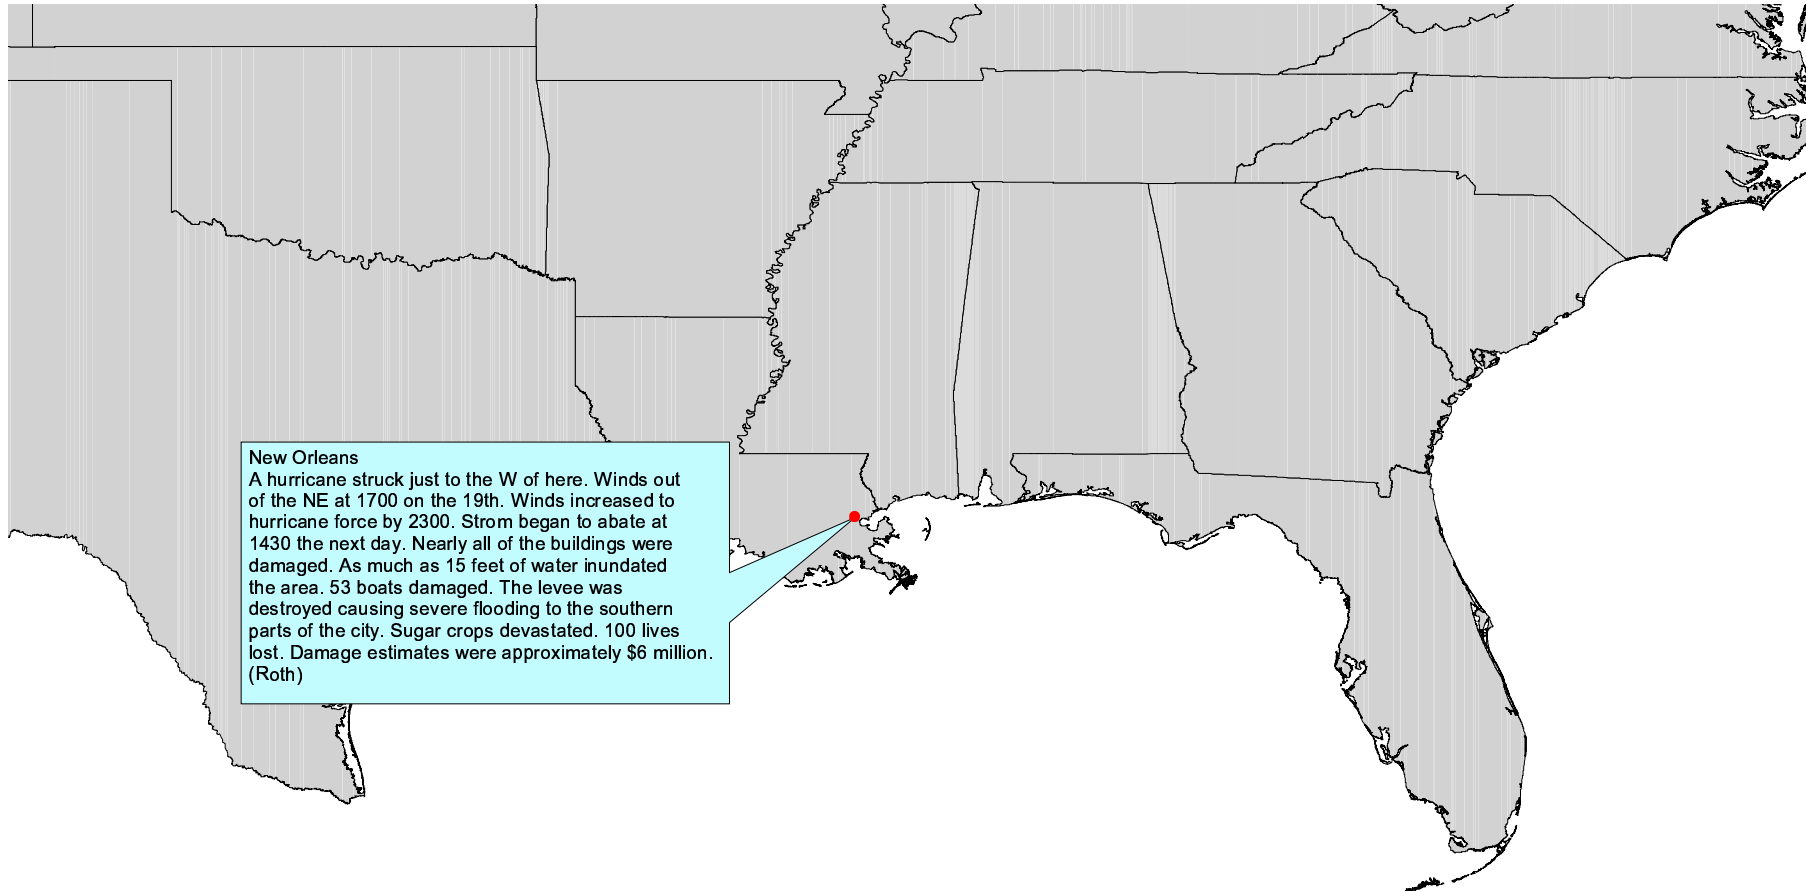 New Orleans
A hurricane struck just to the W of here. Winds out
of the NE at 1700 on the 19th. Winds increased to
hurricane force by 2300. Strom began to abate at
1430 the next day. Nearly all of the buildings were
damaged. As much as 15 feet of water inundated
the area. 53 boats damaged. The levee was
destroyed causing severe flooding to the southern
parts of the city. Sugar crops devastated. 100 lives
lost. Damage estimates were approximately $6 million.
(Roth)